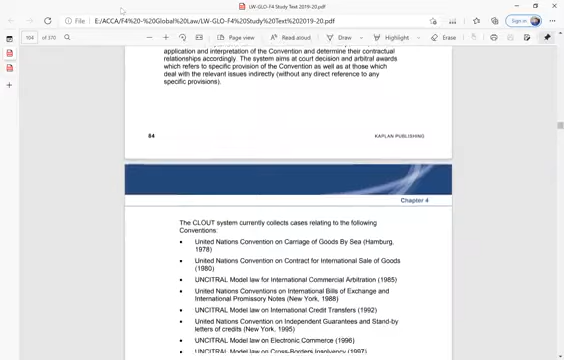 LW-GLO-F4 Study Text 2019-20.pdf
File
E:/ACCA/F4%20-%20Global%20Law/LW-GLO-F4%20Study%20Text%202019-20.pdf
Sign in
104 of 370
Page view
Read aloud
Draw
Highlight
Erase
application and interpretation of the Convention and determine their contractual
relationships accordingly. The system aims at court decision and arbitral awards
which refers to specific provision of the Convention as well as at those which
deal with the relevant issues indirectly (without any direct reference to any
specific provisions).
84
KAPLAN PUBLISHING
Chapter 4
The CLOUT system currently collects cases relating to the following
Conventions:
• United Nations Convention on Carriage of Goods By Sea (Hamburg,
1978)
• United Nations Convention on Contract for International Sale of Goods
(1980)
• UNCITRAL Model law for International Commercial Arbitration (1985)
• United Nations Conventions on International Bills of Exchange and
International Promissory Notes (New York, 1988)
• UNCITRAL Model law on International Credit Transfers (1992)
• United Nations Convention on Independent Guarantees and Stand-by
letters of credits (New York, 1995)
• UNCITRAL Model law on Electronic Commerce (1996)
• UNCITRAL Model law on Cross-Borders Insolvency (1997)